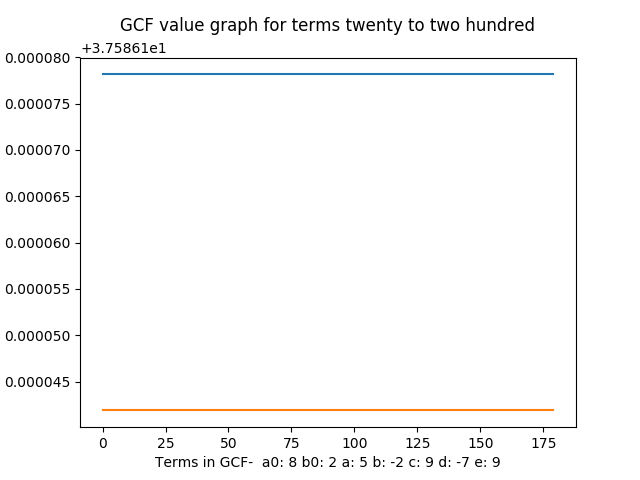 GCF value graph for terms twenty to two hundred
+3.75861e1
0.000080
0.000075
0.000070
0.000065
0.000060
0.000055
0.000050
0.000045
0 25 50 75 100 125 150 175
Terms in GCF- a0: 8 b0: 2 a: 5 b: -2 c: 9 d: -7 e: 9